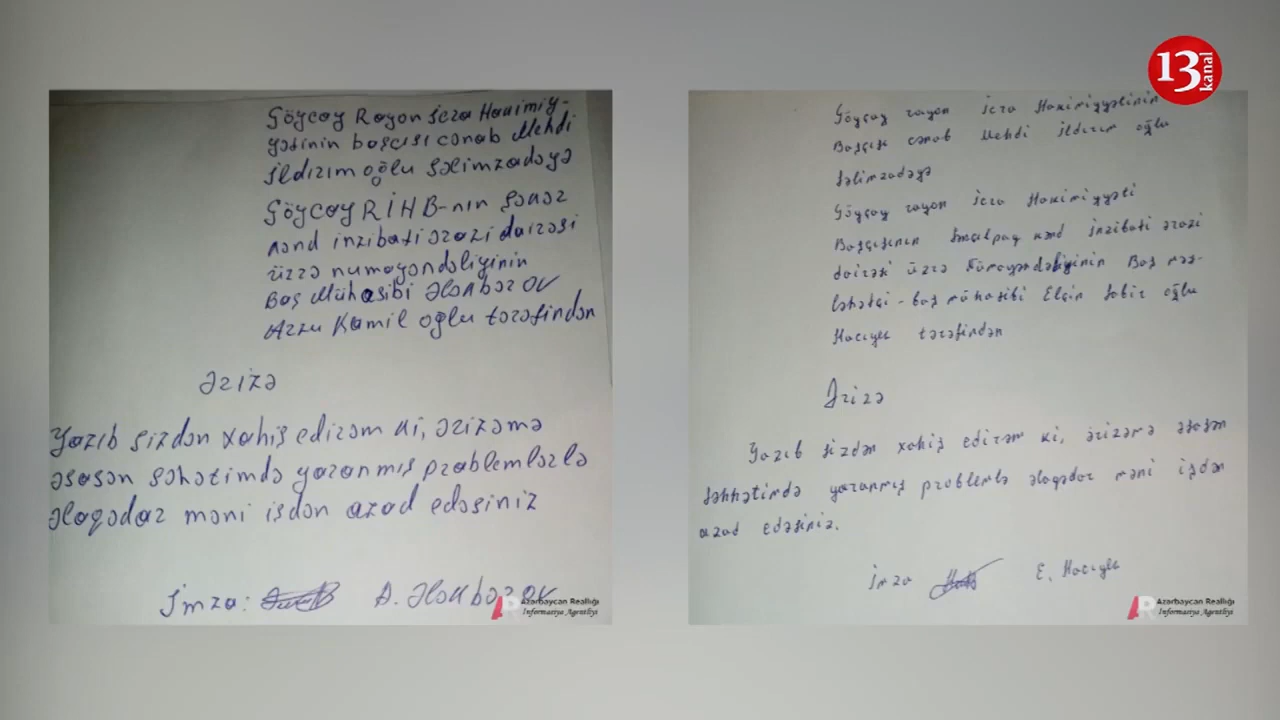 13
kanal
Göyçay Rayon İcra Hakimiy-
yətinin başçısı cənab Mehdi
İldırım oğlu Səlimzadəyə
Göyçay RİHB-nın
kənd inzibati ərazi dairəsi
üzrə numayəndəliyinin
Baş Mühasibi Ələkbərov
Arzu Kamil oğlu tərəfindən
Ərizə
Yazıb sizdən xahiş edirəm ki, ərizəmə
əsasən səhətimdə yaranmış problemlərlə
əlaqədar məni işdən azad edəsiniz
İmza: A. Ələkbərov
Azərbaycan Reallığı
İnformasiya Agentliyi
Göyçay rayon İcra Hakimiyyətinin
Başçısı cənab Mehdi İldırım oğlu
Səlimzadəyə
Göyçay rayon İcra Hakimiyyəti
Başçısının kənd inzibati ərazi
dairəsi üzrə Nümayəndəliyinin Baş məs-
ləhətçi-baş mühasibi Elçin Sabir oğlu
Hacıyev tərəfindən
Ərizə
Yazıb sizdən xahiş edirəm ki, ərizəmə əsasən
səhhətimdə yaranmış problemlə əlaqədar məni işdən
azad edəsiniz.
İmza E. Hacıyev
Azərbaycan Reallığı
İnformasiya Agentliyi